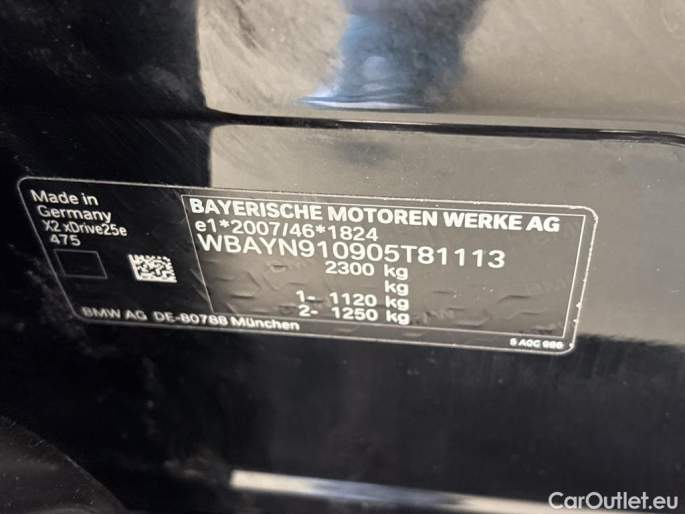 Made in
Germany
X2 xDrive25e
475
BAYERISCHE MOTOREN WERKE AG
e1*2007/46*1824
WBAYN910905T81113
2300 kg
kg
1- 1120 kg
2- 1250 kg
BMW AG DE-80788 München
CarOutlet.eu